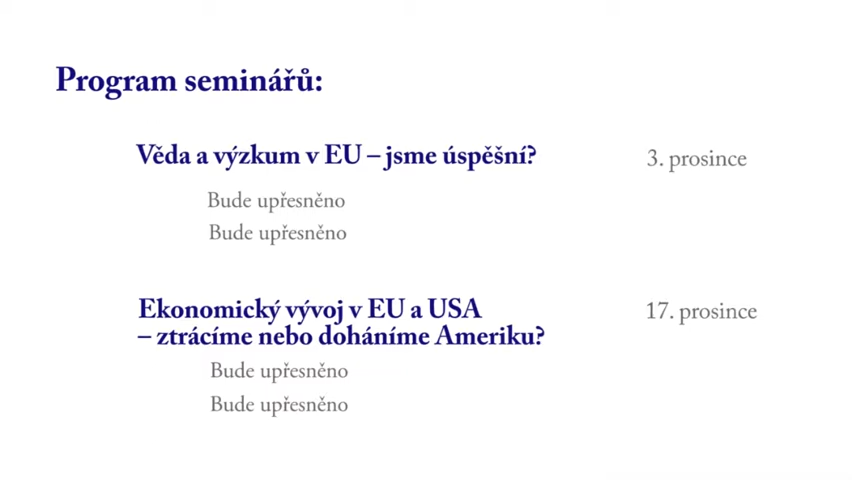 Program seminářů:
Věda a výzkum v EU – jsme úspěšní?
3. prosince
Bude upřesněno
Bude upřesněno
Ekonomický vývoj v EU a USA
– ztrácíme nebo doháníme Ameriku?
17. prosince
Bude upřesněno
Bude upřesněno